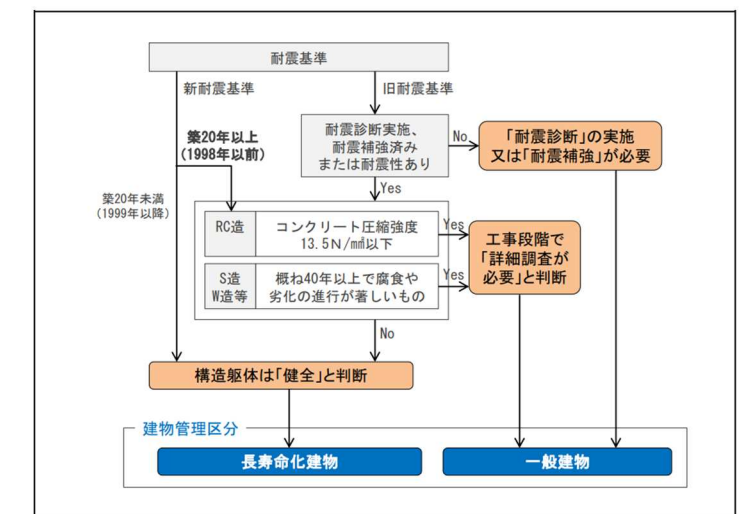 耐震基準
新耐震基準
旧耐震基準
築20年以上
(1998年以前)
耐震診断実施、
耐震補強済み
または耐震性あり
No
「耐震診断」の実施
又は「耐震補強」が必要
Yes
築20年未満
(1999年以降)
RC造
コンクリート圧縮強度
13.5N/㎟以下
Yes
工事段階で
「詳細調査が
必要」と判断
S造
W造等
概ね40年以上で腐食や
劣化の進行が著しいもの
Yes
No
構造躯体は「健全」と判断
建物管理区分
長寿命化建物
一般建物